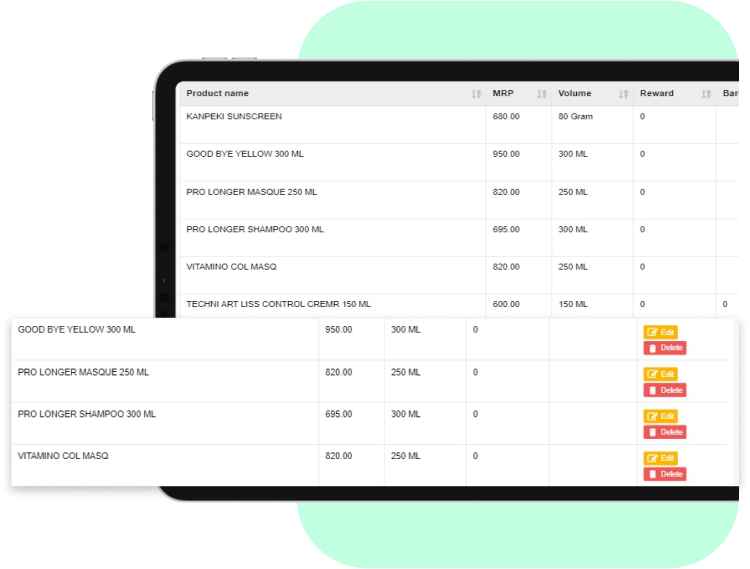 Product name MRP Volume Reward Bar
KANPEKI SUNSCREEN 680.00 80 Gram 0
GOOD BYE YELLOW 300 ML 950.00 300 ML 0
PRO LONGER MASQUE 250 ML 820.00 250 ML 0
PRO LONGER SHAMPOO 300 ML 695.00 300 ML 0
VITAMINO COL MASQ 820.00 250 ML 0
TECHNI ART LISS CONTROL CREMR 150 ML 600.00 150 ML 0 0
GOOD BYE YELLOW 300 ML 950.00 300 ML 0 Edit
Delete
PRO LONGER MASQUE 250 ML 820.00 250 ML 0 Edit
Delete
PRO LONGER SHAMPOO 300 ML 695.00 300 ML 0 Edit
Delete
VITAMINO COL MASQ 820.00 250 ML 0 Edit
Delete